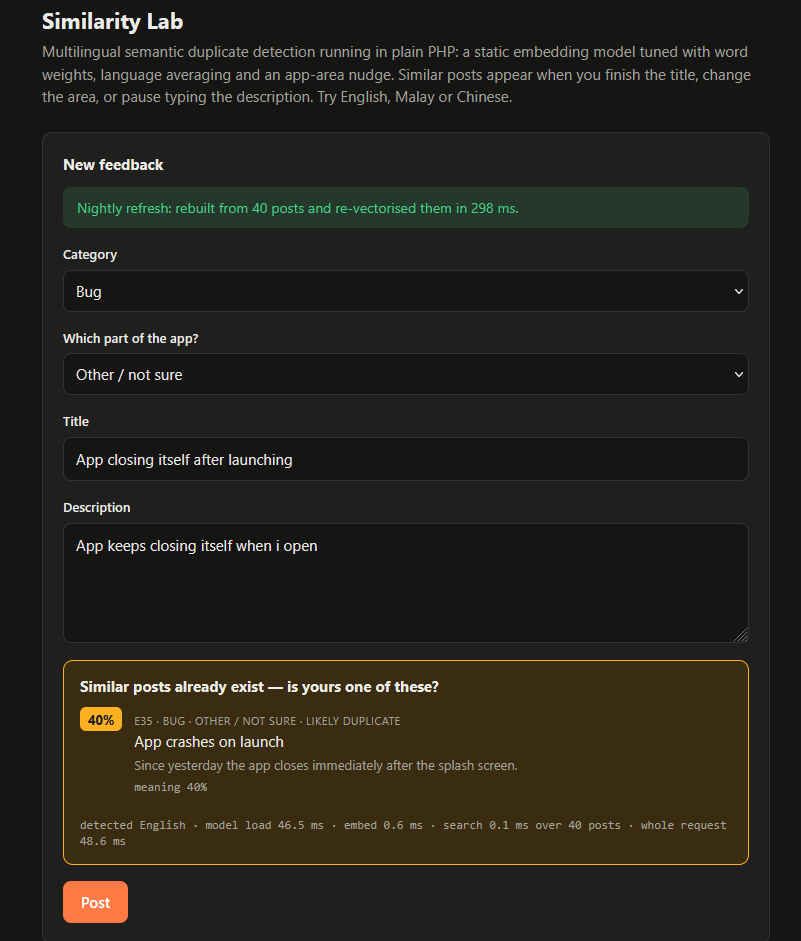 Similarity Lab
Multilingual semantic duplicate detection running in plain PHP: a static embedding model tuned with word
weights, language averaging and an app-area nudge. Similar posts appear when you finish the title, change
the area, or pause typing the description. Try English, Malay or Chinese.
New feedback
Nightly refresh: rebuilt from 40 posts and re-vectorised them in 298 ms.
Category
Bug
Which part of the app?
Other / not sure
Title
App closing itself after launching
Description
App keeps closing itself when i open
Similar posts already exist — is yours one of these?
40% E35 · BUG · OTHER / NOT SURE · LIKELY DUPLICATE
App crashes on launch
Since yesterday the app closes immediately after the splash screen.
meaning 40%
detected English · model load 46.5 ms · embed 0.6 ms · search 0.1 ms over 40 posts · whole request
48.6 ms
Post